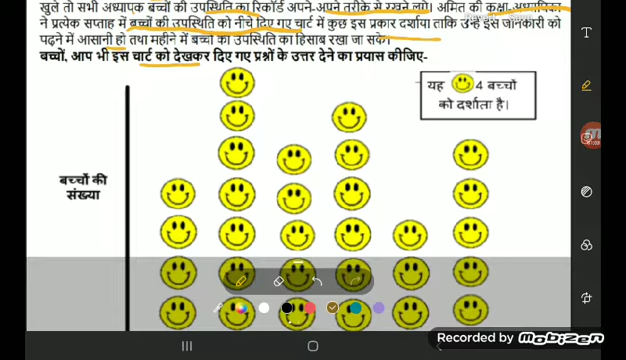 खुले तो सभी अध्यापक बच्चों की उपस्थिति का रिकॉर्ड अपने-अपने तरीके से रखने लगे। अमित की कक्षा-अध्यापिका
ने प्रत्येक सप्ताह में बच्चों की उपस्थिति को नीचे दिए गए चार्ट में कुछ इस प्रकार दर्शाया ताकि उन्हें इस जानकारी को
पढ़ने में आसानी हो तथा महीने में बच्चों की उपस्थिति का हिसाब रखा जा सके।
बच्चों, आप भी इस चार्ट को देखकर दिए गए प्रश्नों के उत्तर देने का प्रयास कीजिए-
यह 4 बच्चों
को दर्शाता है।
बच्चों की
संख्या
Recorded by
mobizen